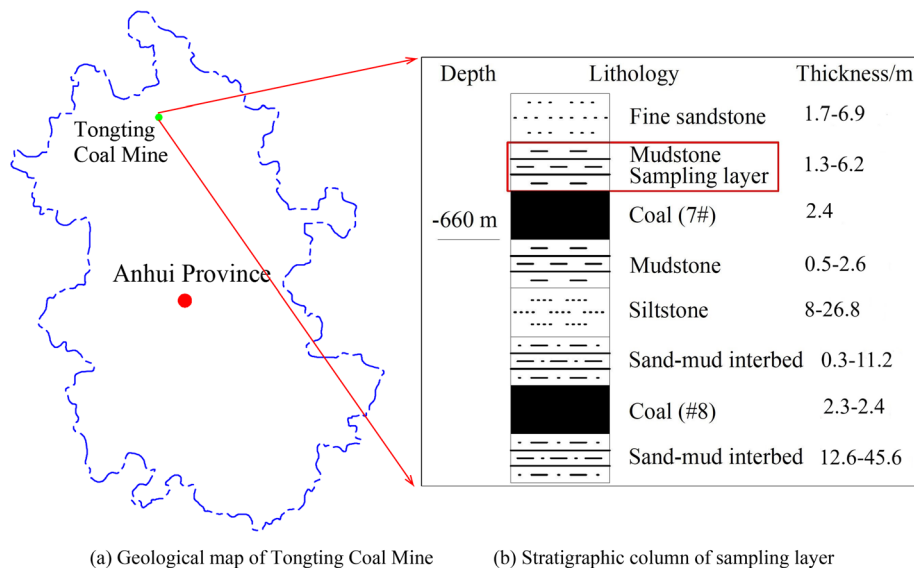 Tongting
Coal Mine
Anhui Province
Depth Lithology Thickness/m
Fine sandstone 1.7-6.9
Mudstone
Sampling layer 1.3-6.2
-660 m Coal (7#) 2.4
Mudstone 0.5-2.6
Siltstone 8-26.8
Sand-mud interbed 0.3-11.2
Coal (#8) 2.3-2.4
Sand-mud interbed 12.6-45.6
(a) Geological map of Tongting Coal Mine (b) Stratigraphic column of sampling layer